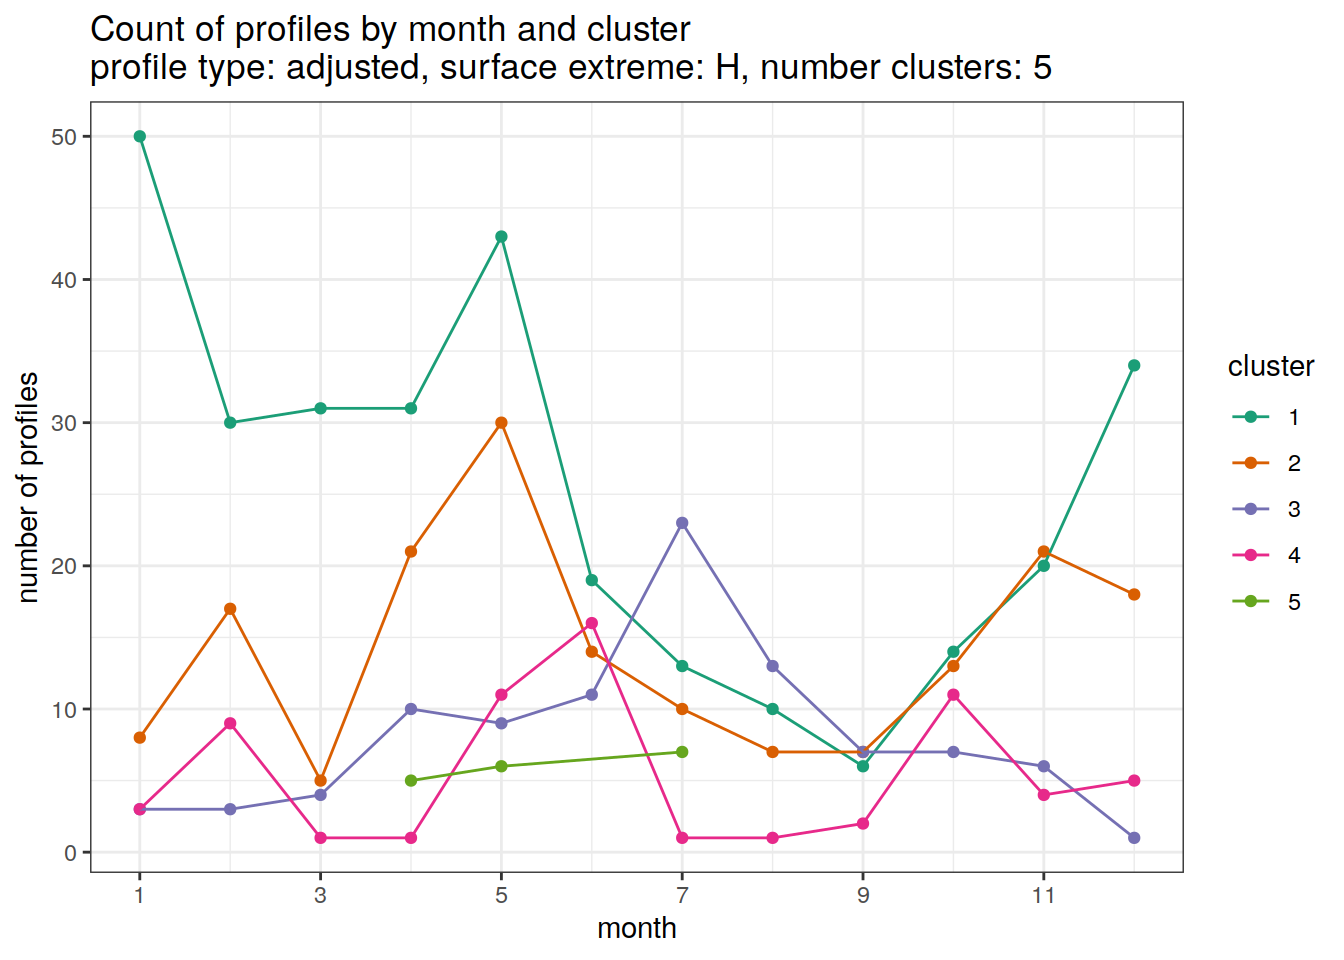 Count of profiles by month and cluster
profile type: adjusted, surface extreme: H, number clusters: 5
50
40
30
20
10
0
number of profiles
1 3 5 7 9 11
month
cluster
1
2
3
4
5